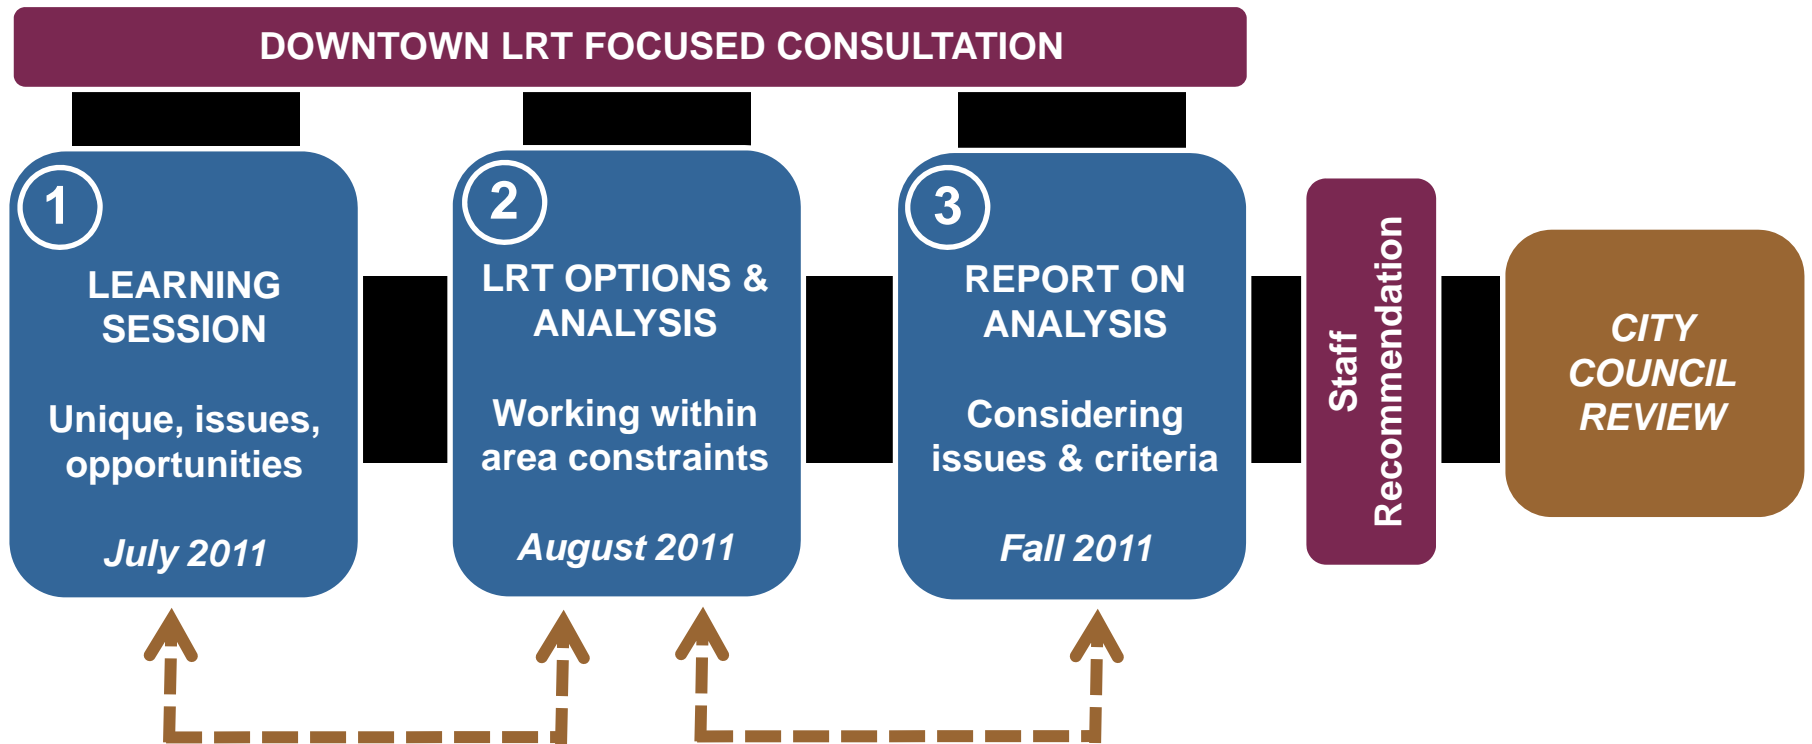 DOWNTOWN LRT FOCUSED CONSULTATION
1
LEARNING
SESSION
Unique, issues,
opportunities
July 2011
2
LRT OPTIONS &
ANALYSIS
Working within
area constraints
August 2011
3
REPORT ON
ANALYSIS
Considering
issues & criteria
Fall 2011
Staff
Recommendation
CITY
COUNCIL
REVIEW